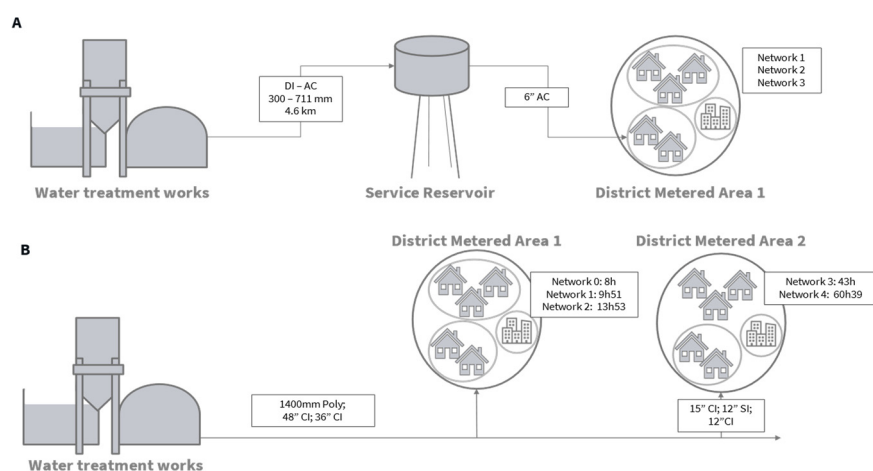 A
DI – AC
300 – 711 mm
4.6 km
6” AC
Network 1
Network 2
Network 3
Water treatment works
Service Reservoir
District Metered Area 1
B
District Metered Area 1
District Metered Area 2
Network 0: 8h
Network 1: 9h51
Network 2: 13h53
Network 3: 43h
Network 4: 60h39
1400mm Poly;
48” CI; 36” CI
15” CI; 12” SI;
12”CI
Water treatment works